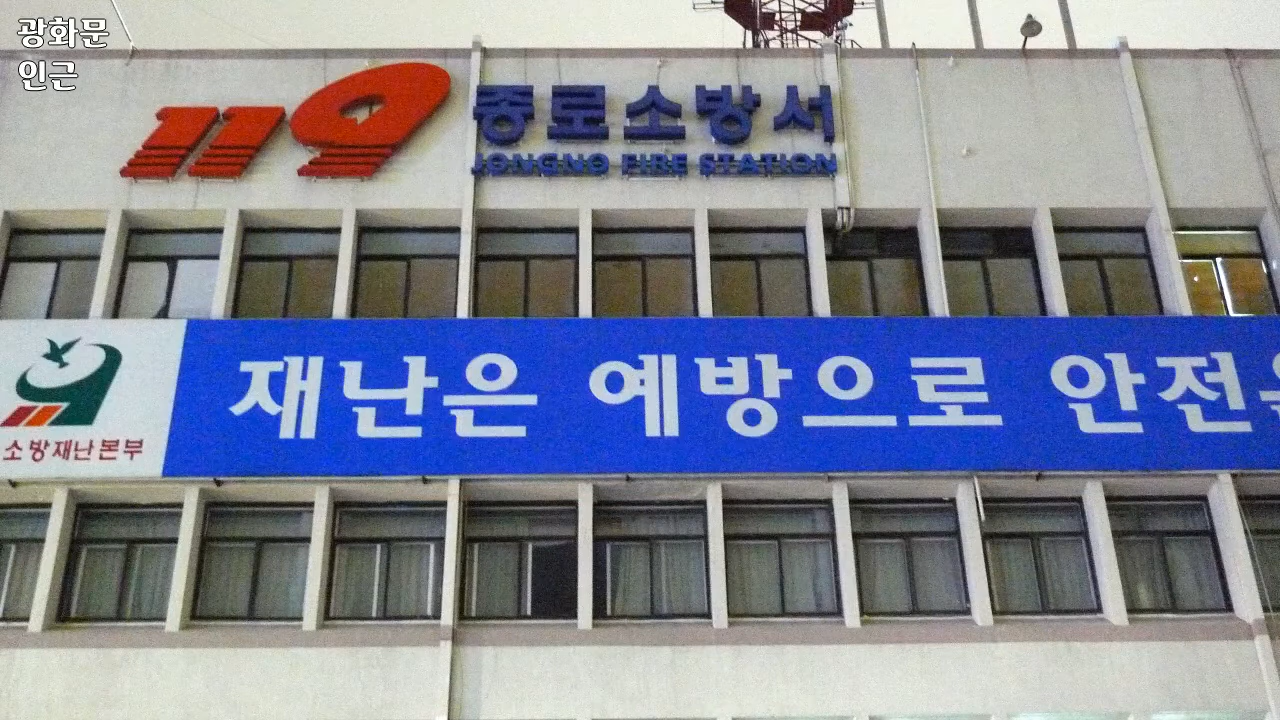 광화문
인근
119
종로소방서
JONGNO FIRE STATION
재난은 예방으로 안전
소방재난본부